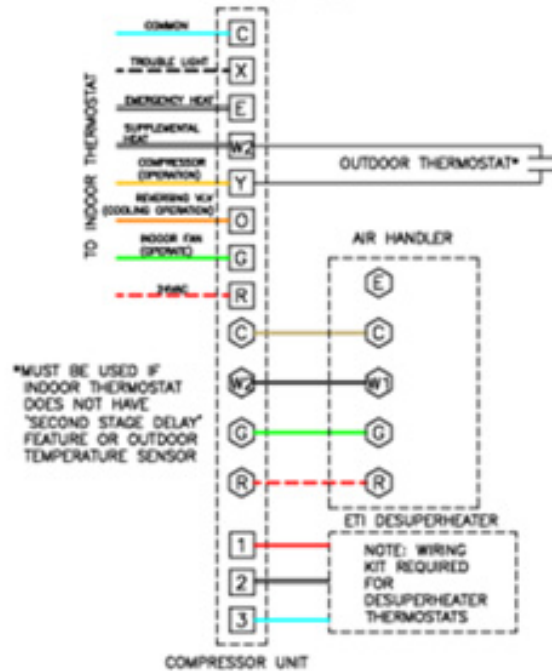 COMMON
C
TROUBLE LIGHT
X
EMERGENCY HEAT
E
SUPPLEMENTAL
HEAT
W2
OUTDOOR THERMOSTAT*
COMPRESSOR
(OPERATION)
Y
REVERSING VLV
(COOLING OPERATION)
O
INDOOR FAN
(OPERATE)
G
24VAC
R
TO INDOOR THERMOSTAT
AIR HANDLER
E
C
C
W2
W1
G
G
R
R
*MUST BE USED IF
INDOOR THERMOSTAT
DOES NOT HAVE
"SECOND STAGE DELAY"
FEATURE OR OUTDOOR
TEMPERATURE SENSOR
ETI DESUPERHEATER
1
2
3
NOTE: WIRING
KIT REQUIRED
FOR
DESUPERHEATER
THERMOSTATS
COMPRESSOR UNIT